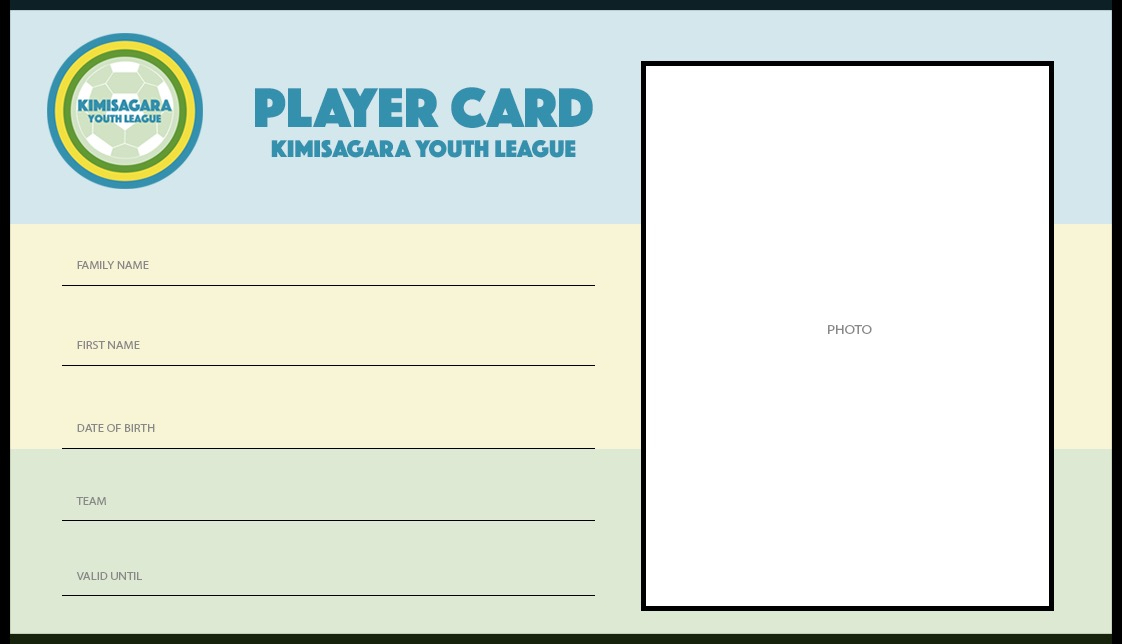 KIMISAGARA
YOUTH LEAGUE
PLAYER CARD
KIMISAGARA YOUTH LEAGUE
FAMILY NAME
FIRST NAME
DATE OF BIRTH
TEAM
VALID UNTIL
PHOTO